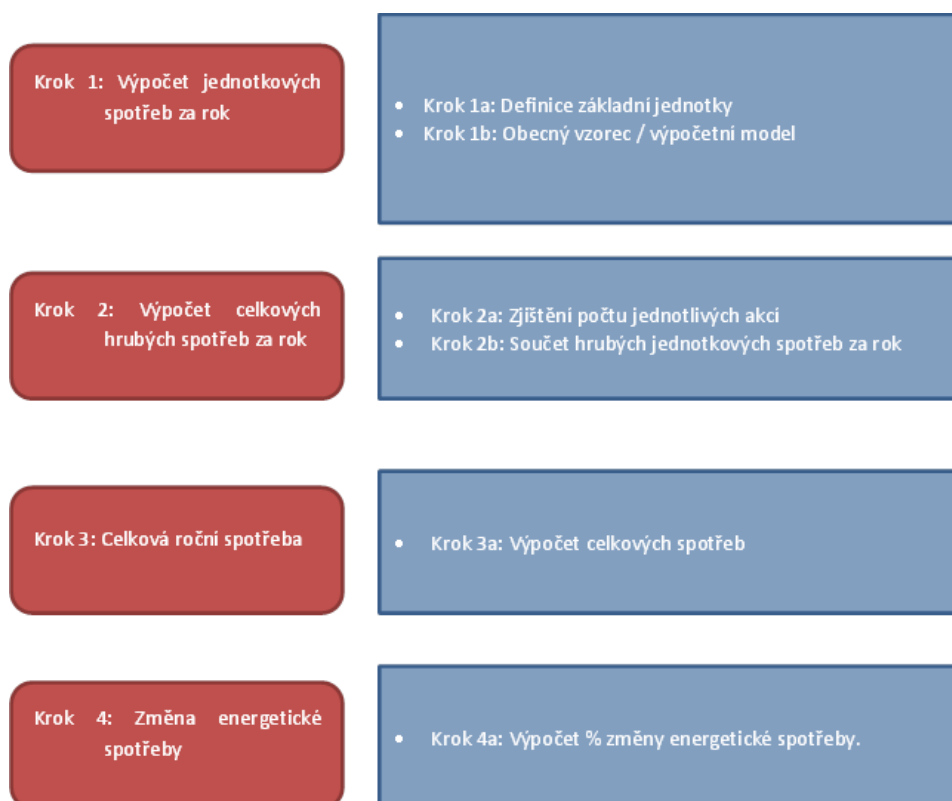 Krok 1: Výpočet jednotkových
spotřeb za rok
• Krok 1a: Definice základní jednotky
• Krok 1b: Obecný vzorec / výpočetní model
Krok 2: Výpočet celkových
hrubých spotřeb za rok
• Krok 2a: Zjištění počtu jednotlivých akcí
• Krok 2b: Součet hrubých jednotkových spotřeb za rok
Krok 3: Celková roční spotřeba
• Krok 3a: Výpočet celkových spotřeb
Krok 4: Změna energetické
spotřeby
• Krok 4a: Výpočet % změny energetické spotřeby.